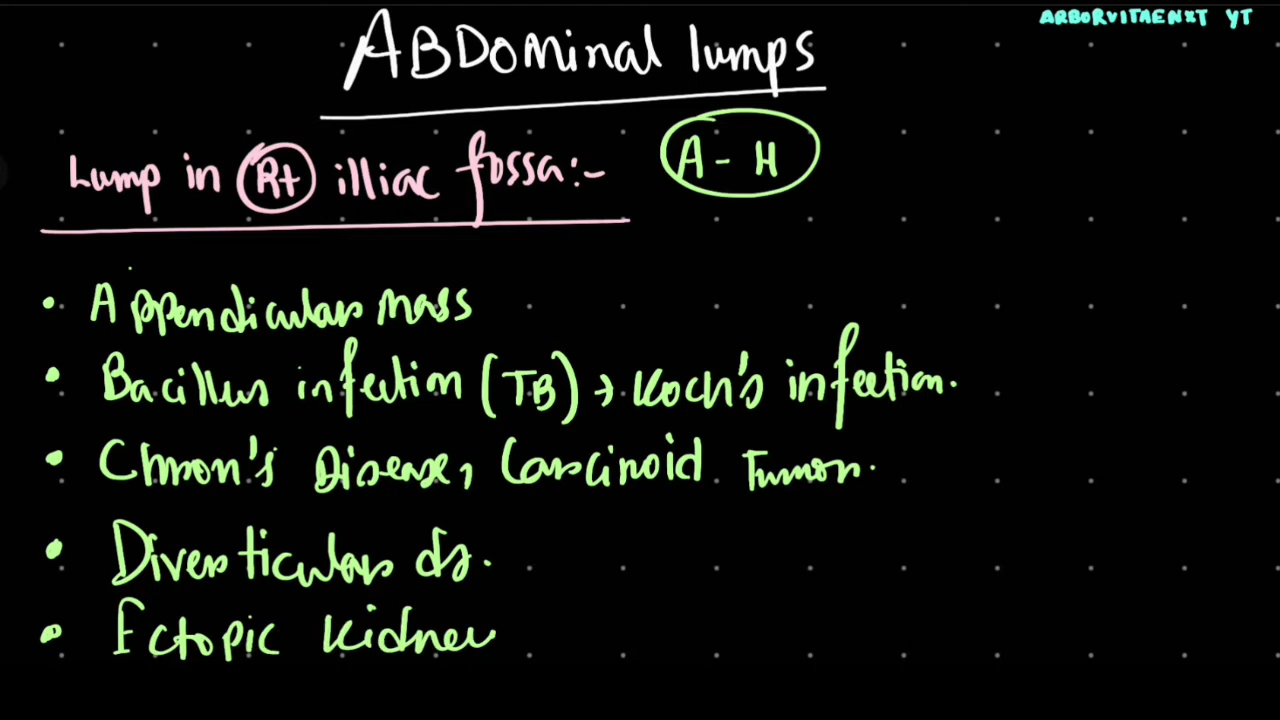 ARBORVITAENXT YT
ABDominal lumps
Lump in Rt illiac fossa:-
A - H
• Appendicular mass
• Bacillus infection (TB) → Koch's infection.
• Chron's Disease, Carcinoid Tumor.
• Diverticular ds.
• Ectopic kidney